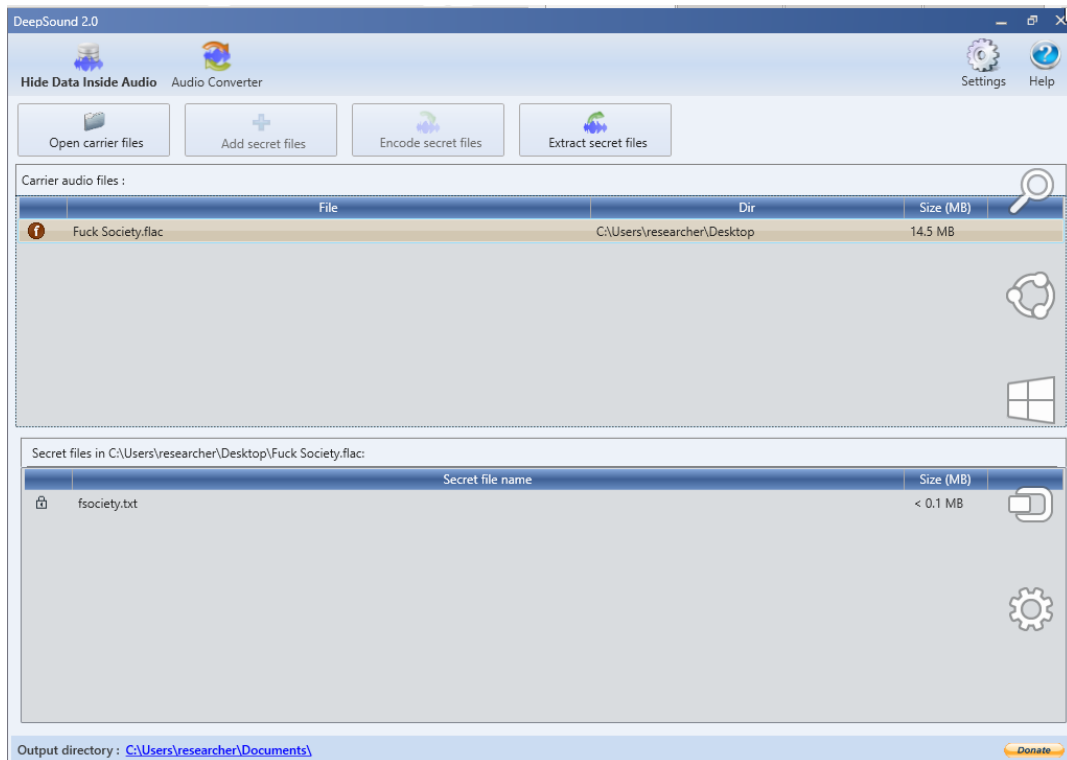 DeepSound 2.0
Hide Data Inside Audio Audio Converter Settings Help
Open carrier files Add secret files Encode secret files Extract secret files
Carrier audio files :
File Dir Size (MB)
Fuck Society.flac C:\Users\researcher\Desktop 14.5 MB
Secret files in C:\Users\researcher\Desktop\Fuck Society.flac:
Secret file name Size (MB)
fsociety.txt < 0.1 MB
Output directory : C:\Users\researcher\Documents\ Donate